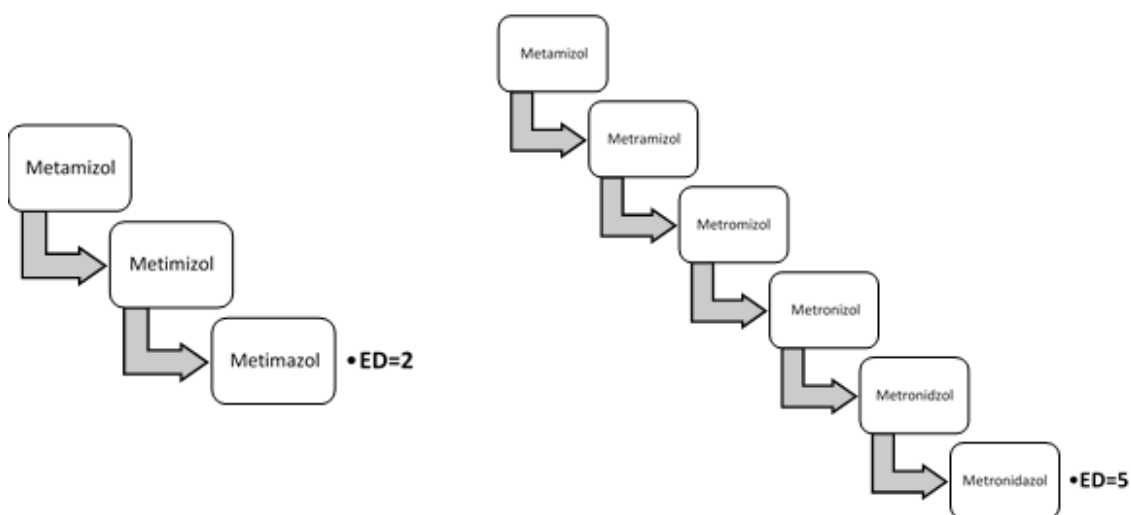 Metamizol
Metimizol
Metimazol
•ED=2
Metamizol
Metramizol
Metromizol
Metronizol
Metronidzol
Metronidazol
•ED=5